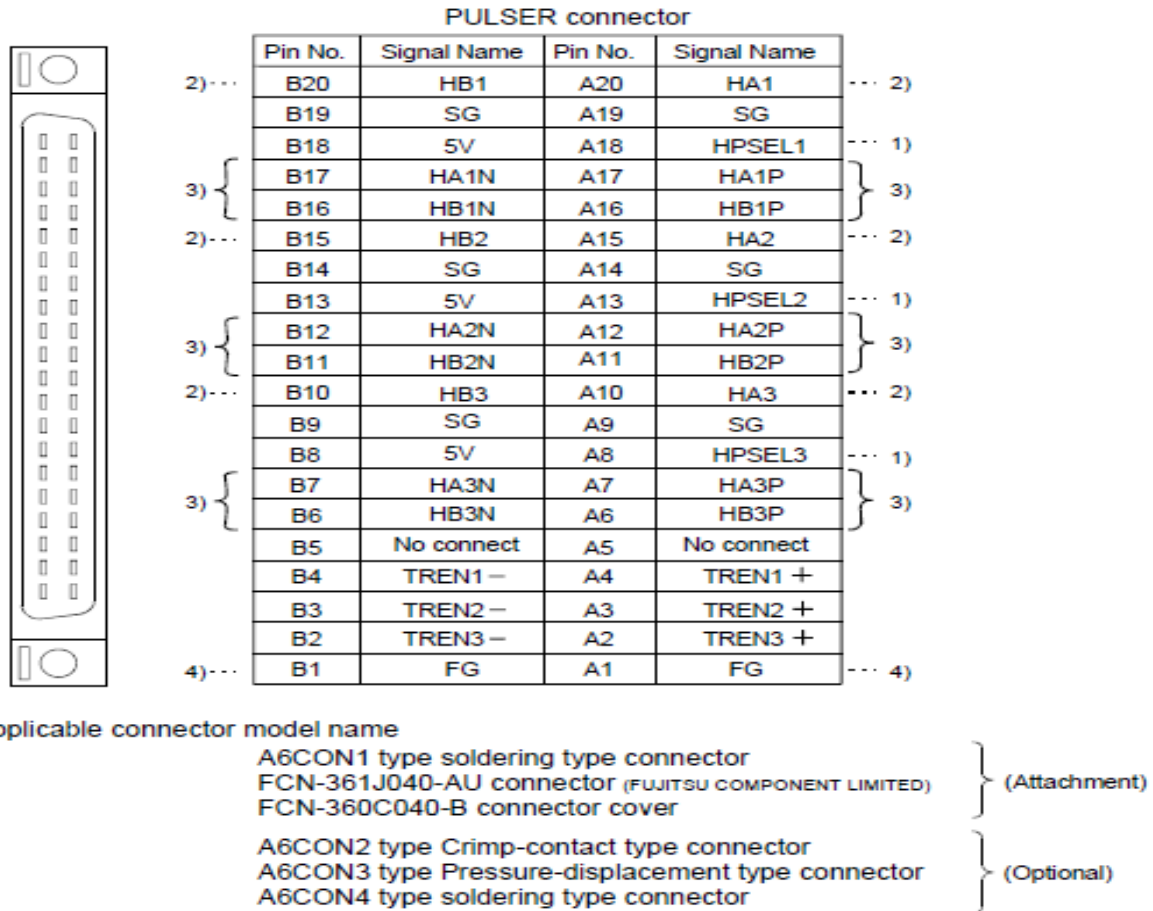 PULSER connector
Pin No. Signal Name Pin No. Signal Name
2) B20 HB1 A20 HA1 2)
B19 SG A19 SG
B18 5V A18 HPSEL1 1)
3) B17 HA1N A17 HA1P 3)
B16 HB1N A16 HB1P
2) B15 HB2 A15 HA2 2)
B14 SG A14 SG
B13 5V A13 HPSEL2 1)
3) B12 HA2N A12 HA2P 3)
B11 HB2N A11 HB2P
2) B10 HB3 A10 HA3 2)
B9 SG A9 SG
B8 5V A8 HPSEL3 1)
3) B7 HA3N A7 HA3P 3)
B6 HB3N A6 HB3P
B5 No connect A5 No connect
B4 TREN1− A4 TREN1 +
B3 TREN2− A3 TREN2 +
B2 TREN3− A2 TREN3 +
4) B1 FG A1 FG 4)
pplicable connector model name
A6CON1 type soldering type connector
FCN-361J040-AU connector (FUJITSU COMPONENT LIMITED) (Attachment)
FCN-360C040-B connector cover
A6CON2 type Crimp-contact type connector
A6CON3 type Pressure-displacement type connector (Optional)
A6CON4 type soldering type connector